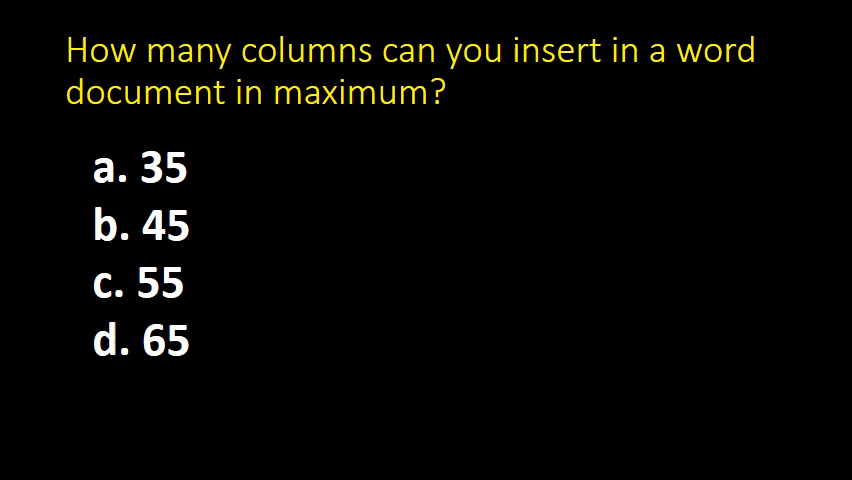 How many columns can you insert in a word
document in maximum?
a. 35
b. 45
c. 55
d. 65